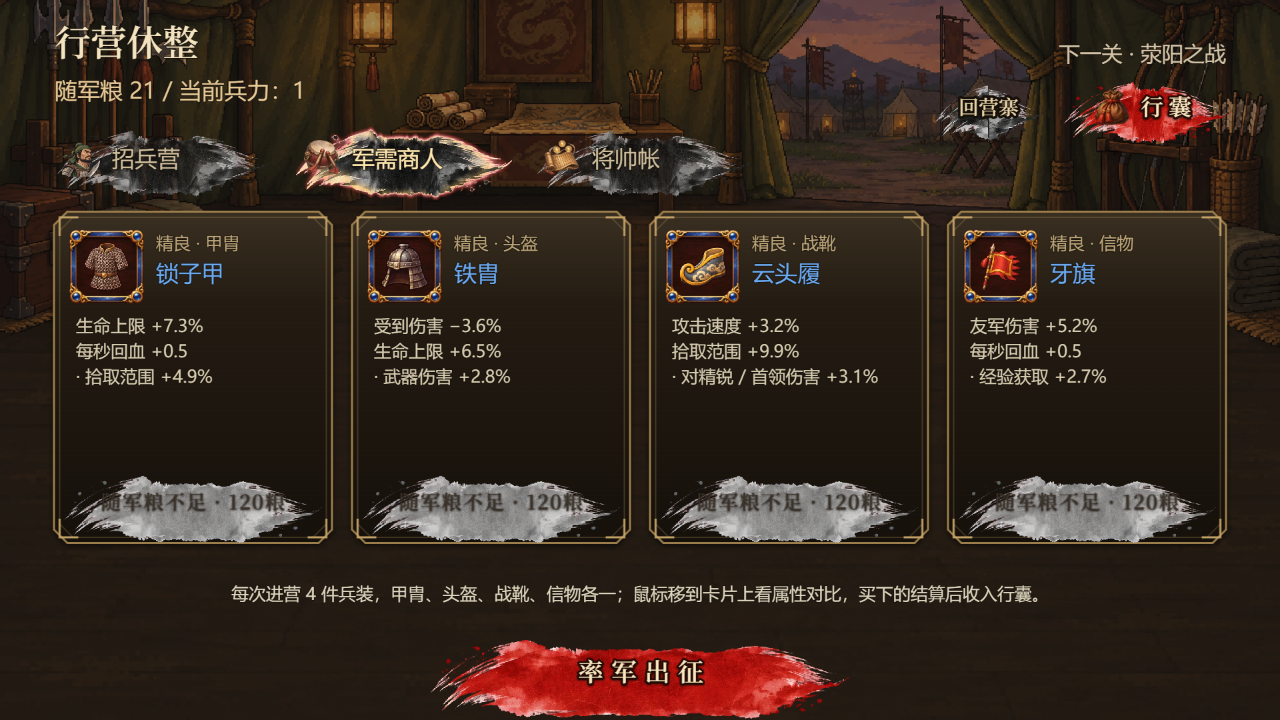 行营休整
随军粮 21 / 当前兵力：1
下一关 · 荥阳之战
回营寨
行囊
招兵营
军需商人
将帅帐
精良 · 甲胄
锁子甲
生命上限 +7.3%
每秒回血 +0.5
· 拾取范围 +4.9%
随军粮不足 · 120粮
精良 · 头盔
铁胄
受到伤害 −3.6%
生命上限 +6.5%
· 武器伤害 +2.8%
随军粮不足 · 120粮
精良 · 战靴
云头履
攻击速度 +3.2%
拾取范围 +9.9%
· 对精锐 / 首领伤害 +3.1%
随军粮不足 · 120粮
精良 · 信物
牙旗
友军伤害 +5.2%
每秒回血 +0.5
· 经验获取 +2.7%
随军粮不足 · 120粮
每次进营 4 件兵装，甲胄、头盔、战靴、信物各一；鼠标移到卡片上看属性对比，买下的结算后收入行囊。
率军出征